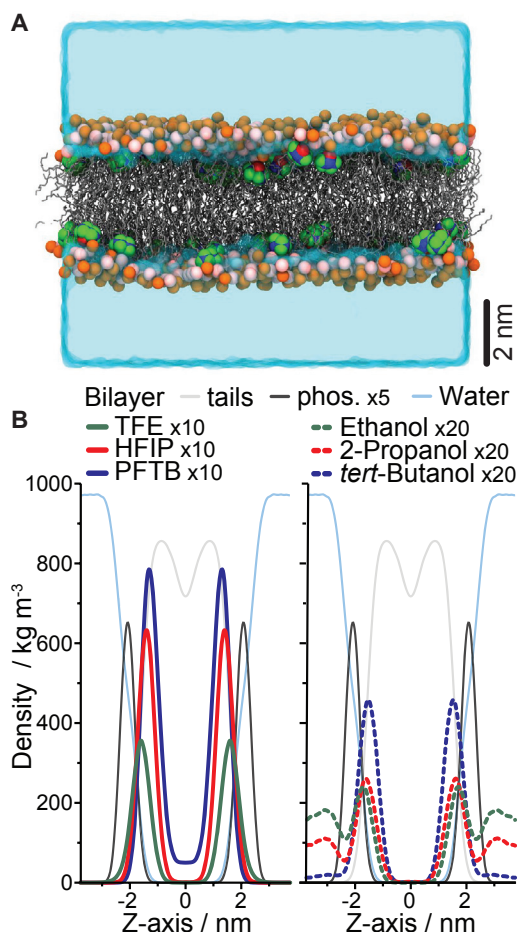 A
2 nm
Bilayer tails phos. x5 Water
B
TFE x10
HFIP x10
PFTB x10
Ethanol x20
2-Propanol x20
tert-Butanol x20
Density / kg m⁻³
1000
800
600
400
200
0
-2 0 2
Z-axis / nm
-2 0 2
Z-axis / nm